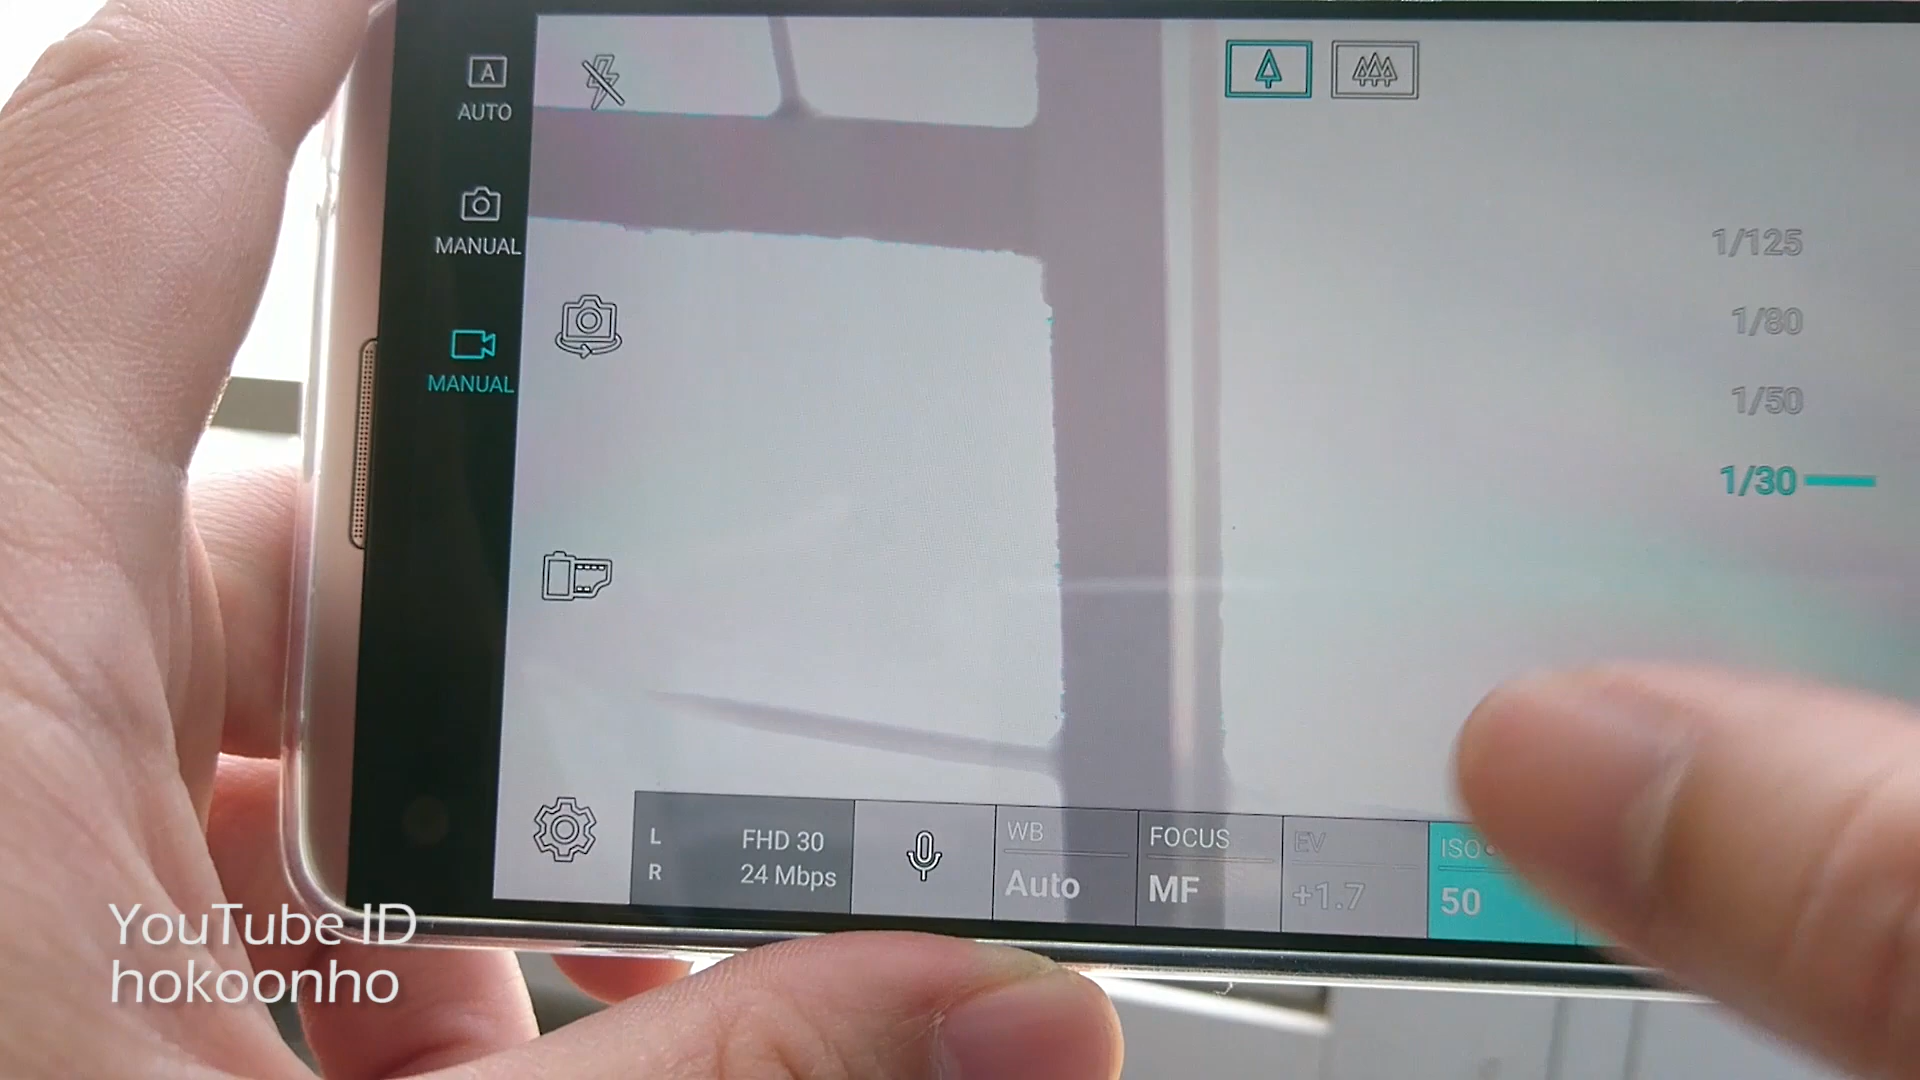 A
AUTO
MANUAL
MANUAL
1/125
1/80
1/50
1/30
L FHD 30
R 24 Mbps
WB
Auto
FOCUS
MF
EV
+1.7
ISO
50
YouTube ID
hokoonho